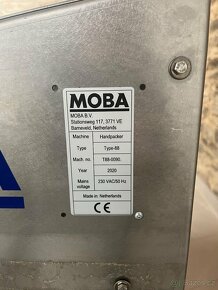 MOBA
MOBA B.V.
Stationsweg 117, 3771 VE
Barneveld, Netherlands
Machine Handpacker
Type Type-88
Mach. no. T88-0090.
Year 2020
Mains voltage 230 VAC/50 Hz.
Made in: Netherlands
CE